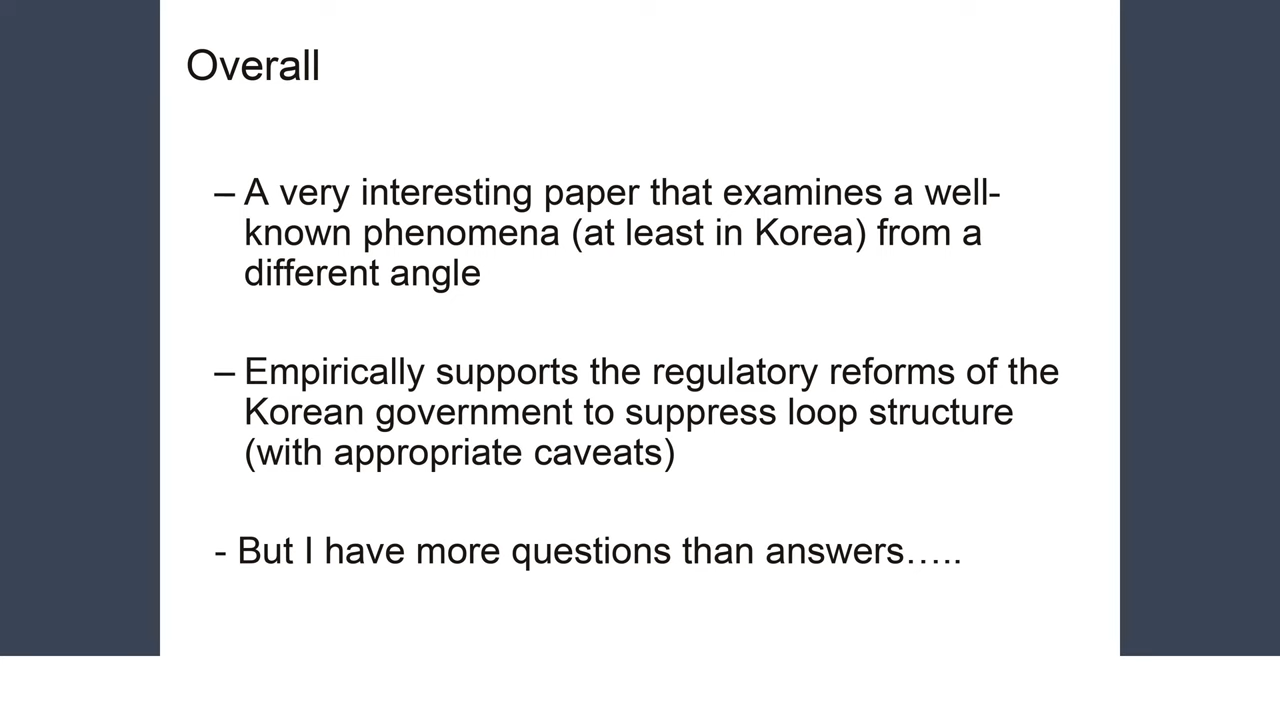 Overall
– A very interesting paper that examines a well-
known phenomena (at least in Korea) from a
different angle
– Empirically supports the regulatory reforms of the
Korean government to suppress loop structure
(with appropriate caveats)
- But I have more questions than answers…..